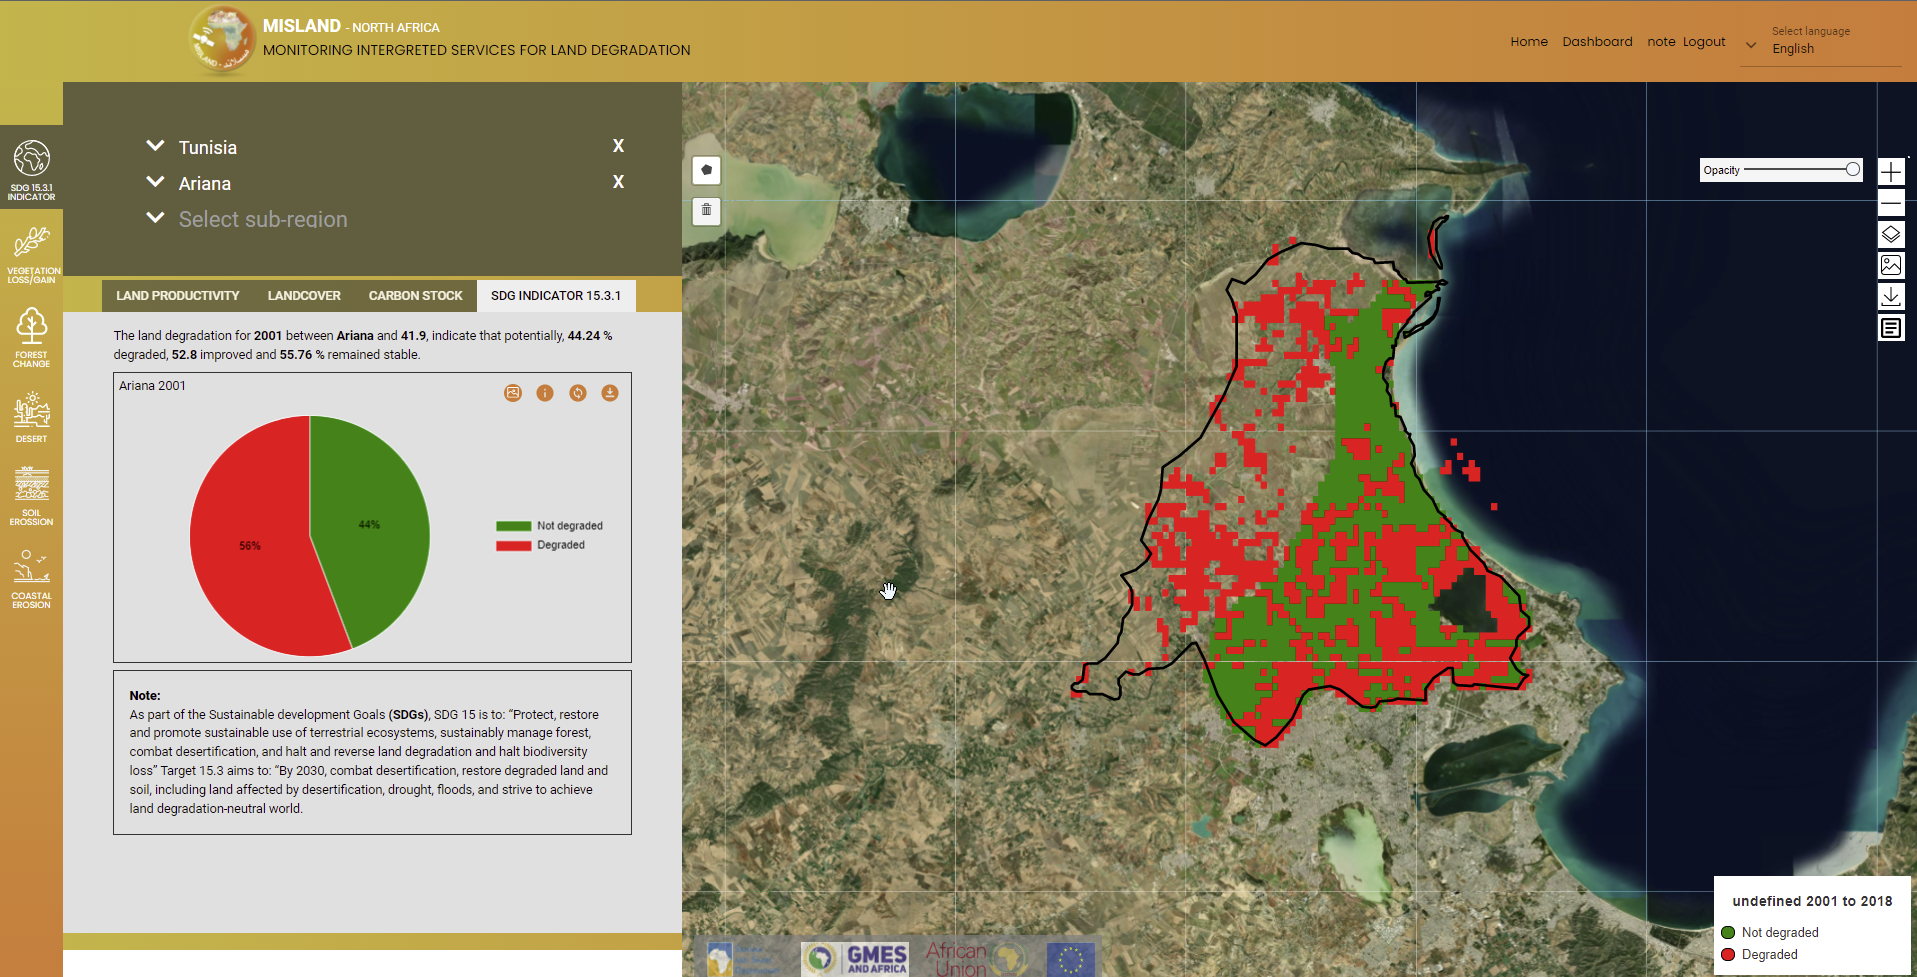 MISLAND - NORTH AFRICA
MONITORING INTERGRETED SERVICES FOR LAND DEGRADATION
Home Dashboard note Logout
Select language
English
SDG 15.3.1
INDICATOR
VEGETATION
LOSS/GAIN
FOREST
CHANGE
DESERT
SOIL
EROSSION
COASTAL
EROSION
Tunisia X
Ariana X
Select sub-region
LAND PRODUCTIVITY LANDCOVER CARBON STOCK SDG INDICATOR 15.3.1
The land degradation for 2001 between Ariana and 41.9, indicate that potentially, 44.24 %
degraded, 52.8 improved and 55.76 % remained stable.
Ariana 2001
44%
56%
Not degraded
Degraded
Note:
As part of the Sustainable development Goals (SDGs), SDG 15 is to: “Protect, restore
and promote sustainable use of terrestrial ecosystems, sustainably manage forest,
combat desertification, and halt and reverse land degradation and halt biodiversity
loss” Target 15.3 aims to: “By 2030, combat desertification, restore degraded land and
soil, including land affected by desertification, drought, floods, and strive to achieve
land degradation-neutral world.
Opacity
undefined 2001 to 2018
Not degraded
Degraded
GMES
AND AFRICA
African
Union